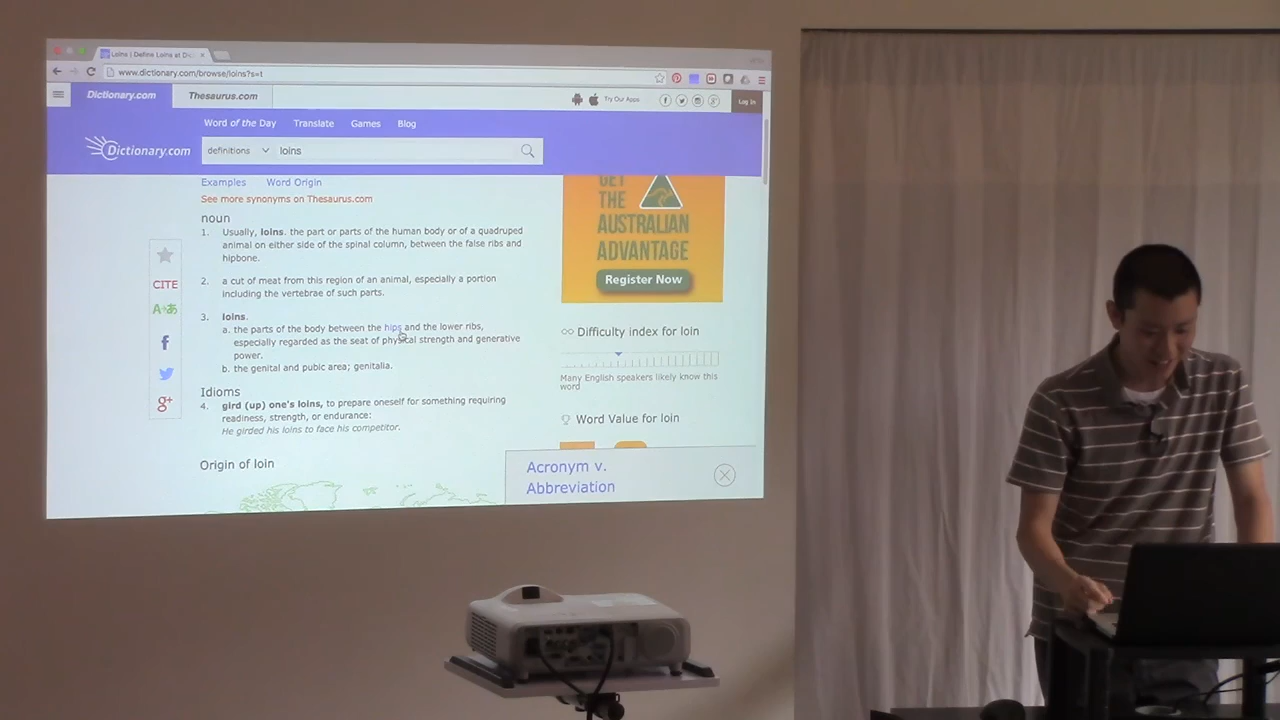 Loins | Define Loins at Dic
www.dictionary.com/browse/loins?s=t
Dictionary.com
Thesaurus.com
Try Our Apps
Log In
Word of the Day
Translate
Games
Blog
Dictionary.com
definitions
loins
Examples
Word Origin
See more synonyms on Thesaurus.com
noun
1. Usually, loins. the part or parts of the human body or of a quadruped
animal on either side of the spinal column, between the false ribs and
hipbone.
2. a cut of meat from this region of an animal, especially a portion
including the vertebrae of such parts.
3. loins.
a. the parts of the body between the hips and the lower ribs,
especially regarded as the seat of physical strength and generative
power.
b. the genital and pubic area; genitalia.
Idioms
4. gird (up) one's loins, to prepare oneself for something requiring
readiness, strength, or endurance:
He girded his loins to face his competitor.
Origin of loin
CITE
A
あ
f
g+
GET
THE
AUSTRALIAN
ADVANTAGE
Register Now
Difficulty index for loin
Many English speakers likely know this
word
Word Value for loin
Acronym v.
Abbreviation